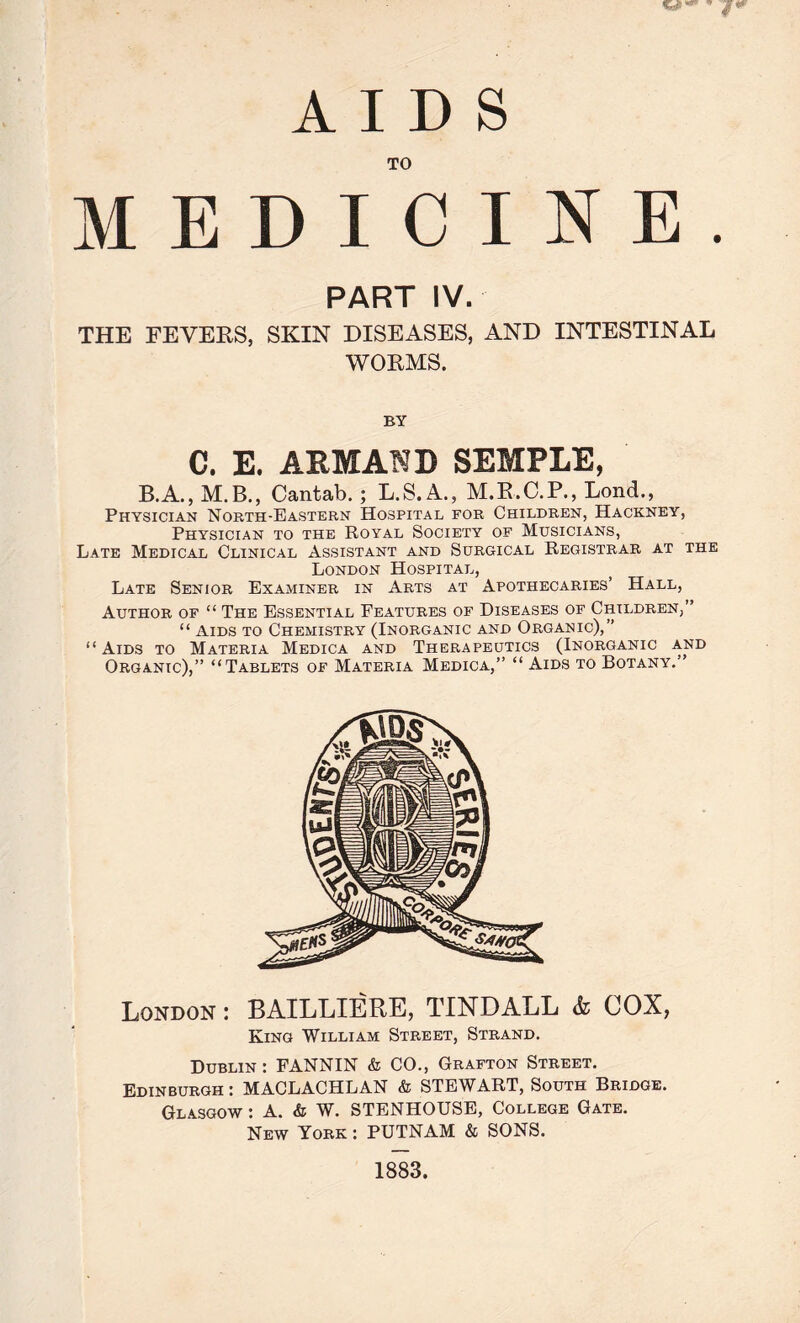 AIDS
TO
MEDICINE.
PART IV.
THE FEVERS, SKIN DISEASES, AND INTESTINAL
WORMS.
BY
C. E. ARMAND SEMPLE,
B.A., M.B., Cantab.; L.S.A., M.R.C.P., Lond.,
PHYSICIAN NORTH-EASTERN HOSPITAL FOR CHILDREN, HACKNEY,
PHYSICIAN TO THE ROYAL SOCIETY OF MUSICIANS,
LATE MEDICAL CLINICAL ASSISTANT AND SURGICAL REGISTRAR AT THE
LONDON HOSPITAL,
LATE SENIOR EXAMINER IN ARTS AT APOTHECARIES' HALL,
AUTHOR OF “THE ESSENTIAL FEATURES OF DISEASES OF CHILDREN,”
“AIDS TO CHEMISTRY (INORGANIC AND ORGANIC),”
“AIDS TO MATERIA MEDICA AND THERAPEUTICS (INORGANIC AND
ORGANIC),” “TABLETS OF MATERIA MEDICA,” “AIDS TO BOTANY.”
STUDENTS' AIDS SERIES.
MENS SANA
CORPORE SANO
LONDON: BAILLIÈRE, TINDALL & COX,
KING WILLIAM STREET, STRAND.
DUBLIN: FANNIN & CO., GRAFTON STREET.
EDINBURGH: MACLACHLAN & STEWART, SOUTH BRIDGE.
GLASGOW: A. & W. STENHOUSE, COLLEGE GATE.
NEW YORK: PUTNAM & SONS.
1883.